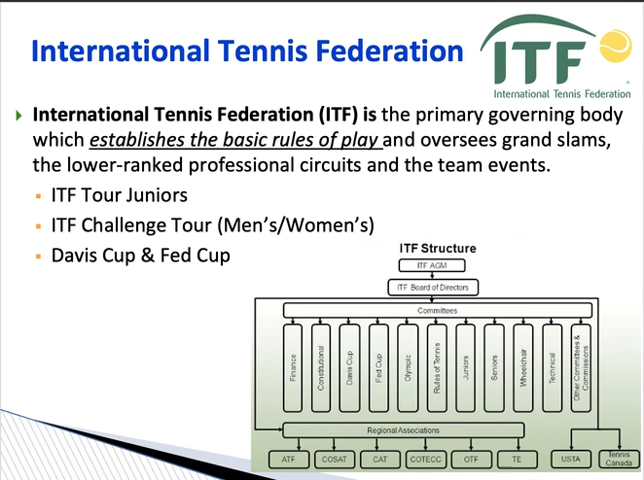 International Tennis Federation
ITF
International Tennis Federation
International Tennis Federation (ITF) is the primary governing body
which establishes the basic rules of play and oversees grand slams,
the lower-ranked professional circuits and the team events.
ITF Tour Juniors
ITF Challenge Tour (Men's/Women's)
Davis Cup & Fed Cup
ITF Structure
ITF AGM
ITF Board of Directors
Committees
Finance
Constitutional
Davis Cup
Fed Cup
Olympic
Rules of Tennis
Juniors
Seniors
Wheelchair
Technical
Other Committees &
Commissions
Regional Associations
ATF
COSAT
CAT
COTECC
OTF
TE
USTA
Tennis
Canada